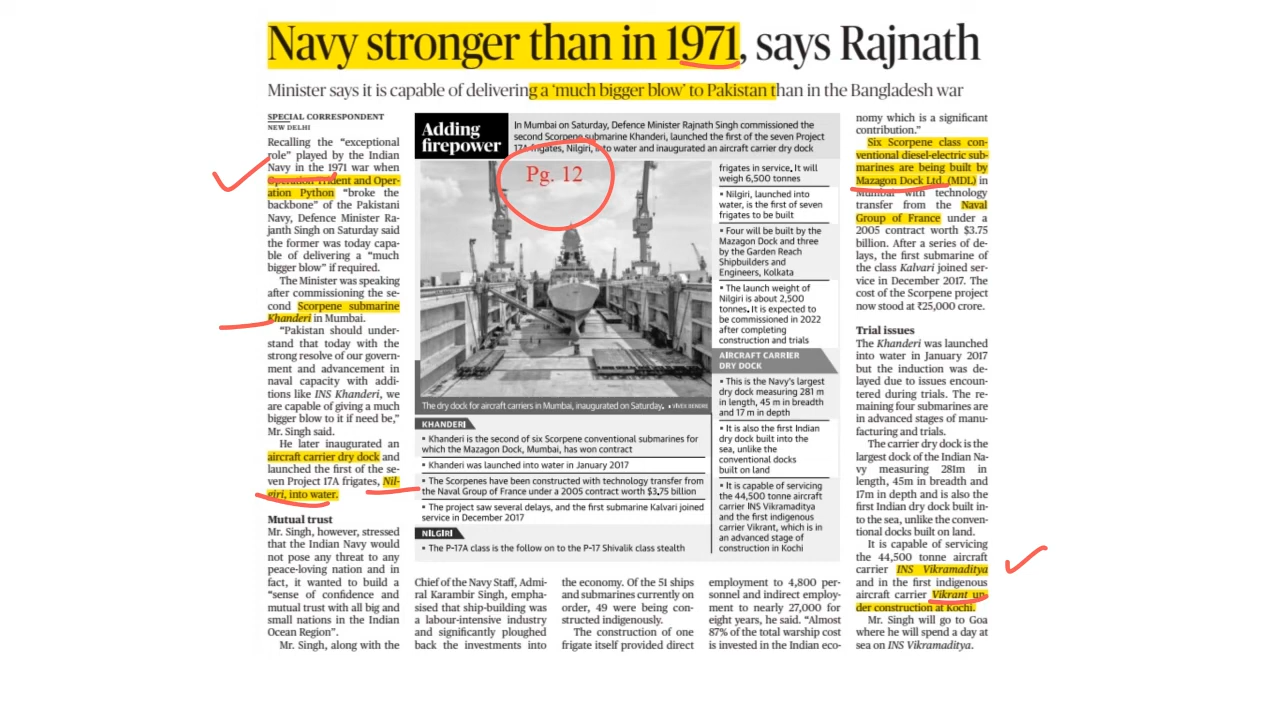 Navy stronger than in 1971, says Rajnath
Minister says it is capable of delivering a ‘much bigger blow’ to Pakistan than in the Bangladesh war
SPECIAL CORRESPONDENT
NEW DELHI
Recalling the “exceptional
role” played by the Indian
Navy in the 1971 war when
Operation Trident and Oper-
ation Python “broke the
backbone” of the Pakistani
Navy, Defence Minister Ra-
janth Singh on Saturday said
the former was today capa-
ble of delivering a “much
bigger blow” if required.
The Minister was speaking
after commissioning the se-
cond Scorpene submarine
Khanderi in Mumbai.
“Pakistan should under-
stand that today with the
strong resolve of our govern-
ment and advancement in
naval capacity with addi-
tions like INS Khanderi, we
are capable of giving a much
bigger blow to it if need be,”
Mr. Singh said.
He later inaugurated an
aircraft carrier dry dock and
launched the first of the se-
ven Project 17A frigates, Nil-
giri, into water.
Mutual trust
Mr. Singh, however, stressed
that the Indian Navy would
not pose any threat to any
peace-loving nation and in
fact, it wanted to build a
“sense of confidence and
mutual trust with all big and
small nations in the Indian
Ocean Region”.
Mr. Singh, along with the
Adding
firepower
In Mumbai on Saturday, Defence Minister Rajnath Singh commissioned the
second Scorpene submarine Khanderi, launched the first of the seven Project
17A frigates, Nilgiri, into water and inaugurated an aircraft carrier dry dock
Pg. 12
The dry dock for aircraft carriers in Mumbai, inaugurated on Saturday. • VIVEK BENDRE
KHANDERI
▪ Khanderi is the second of six Scorpene conventional submarines for
which the Mazagon Dock, Mumbai, has won contract
▪ Khanderi was launched into water in January 2017
▪ The Scorpenes have been constructed with technology transfer from
the Naval Group of France under a 2005 contract worth $3.75 billion
▪ The project saw several delays, and the first submarine Kalvari joined
service in December 2017
NILGIRI
▪ The P-17A class is the follow on to the P-17 Shivalik class stealth
frigates in service. It will
weigh 6,500 tonnes
▪ Nilgiri, launched into
water, is the first of seven
frigates to be built
▪ Four will be built by the
Mazagon Dock and three
by the Garden Reach
Shipbuilders and
Engineers, Kolkata
▪ The launch weight of
Nilgiri is about 2,500
tonnes. It is expected to
be commissioned in 2022
after completing
construction and trials
AIRCRAFT CARRIER
DRY DOCK
▪ This is the Navy’s largest
dry dock measuring 281 m
in length, 45 m in breadth
and 17 m in depth
▪ It is also the first Indian
dry dock built into the
sea, unlike the
conventional docks
built on land
▪ It is capable of servicing
the 44,500 tonne aircraft
carrier INS Vikramaditya
and the first indigenous
carrier Vikrant, which is in
an advanced stage of
construction in Kochi
Chief of the Navy Staff, Admi-
ral Karambir Singh, empha-
sised that ship-building was
a labour-intensive industry
and significantly ploughed
back the investments into
the economy. Of the 51 ships
and submarines currently on
order, 49 were being con-
structed indigenously.
The construction of one
frigate itself provided direct
employment to 4,800 per-
sonnel and indirect employ-
ment to nearly 27,000 for
eight years, he said. “Almost
87% of the total warship cost
is invested in the Indian eco-
nomy which is a significant
contribution.”
Six Scorpene class con-
ventional diesel-electric sub-
marines are being built by
Mazagon Dock Ltd. (MDL) in
Mumbai with technology
transfer from the Naval
Group of France under a
2005 contract worth $3.75
billion. After a series of de-
lays, the first submarine of
the class Kalvari joined ser-
vice in December 2017. The
cost of the Scorpene project
now stood at ₹25,000 crore.
Trial issues
The Khanderi was launched
into water in January 2017
but the induction was de-
layed due to issues encoun-
tered during trials. The re-
maining four submarines are
in advanced stages of manu-
facturing and trials.
The carrier dry dock is the
largest dock of the Indian Na-
vy measuring 281m in
length, 45m in breadth and
17m in depth and is also the
first Indian dry dock built in-
to the sea, unlike the conven-
tional docks built on land.
It is capable of servicing
the 44,500 tonne aircraft
carrier INS Vikramaditya
and in the first indigenous
aircraft carrier Vikrant un-
der construction at Kochi.
Mr. Singh will go to Goa
where he will spend a day at
sea on INS Vikramaditya.